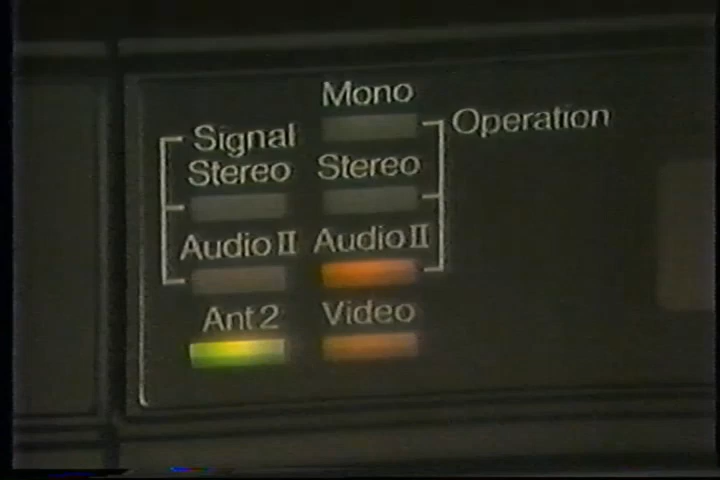 Mono
Signal Operation
Stereo Stereo
Audio II Audio II
Ant 2 Video